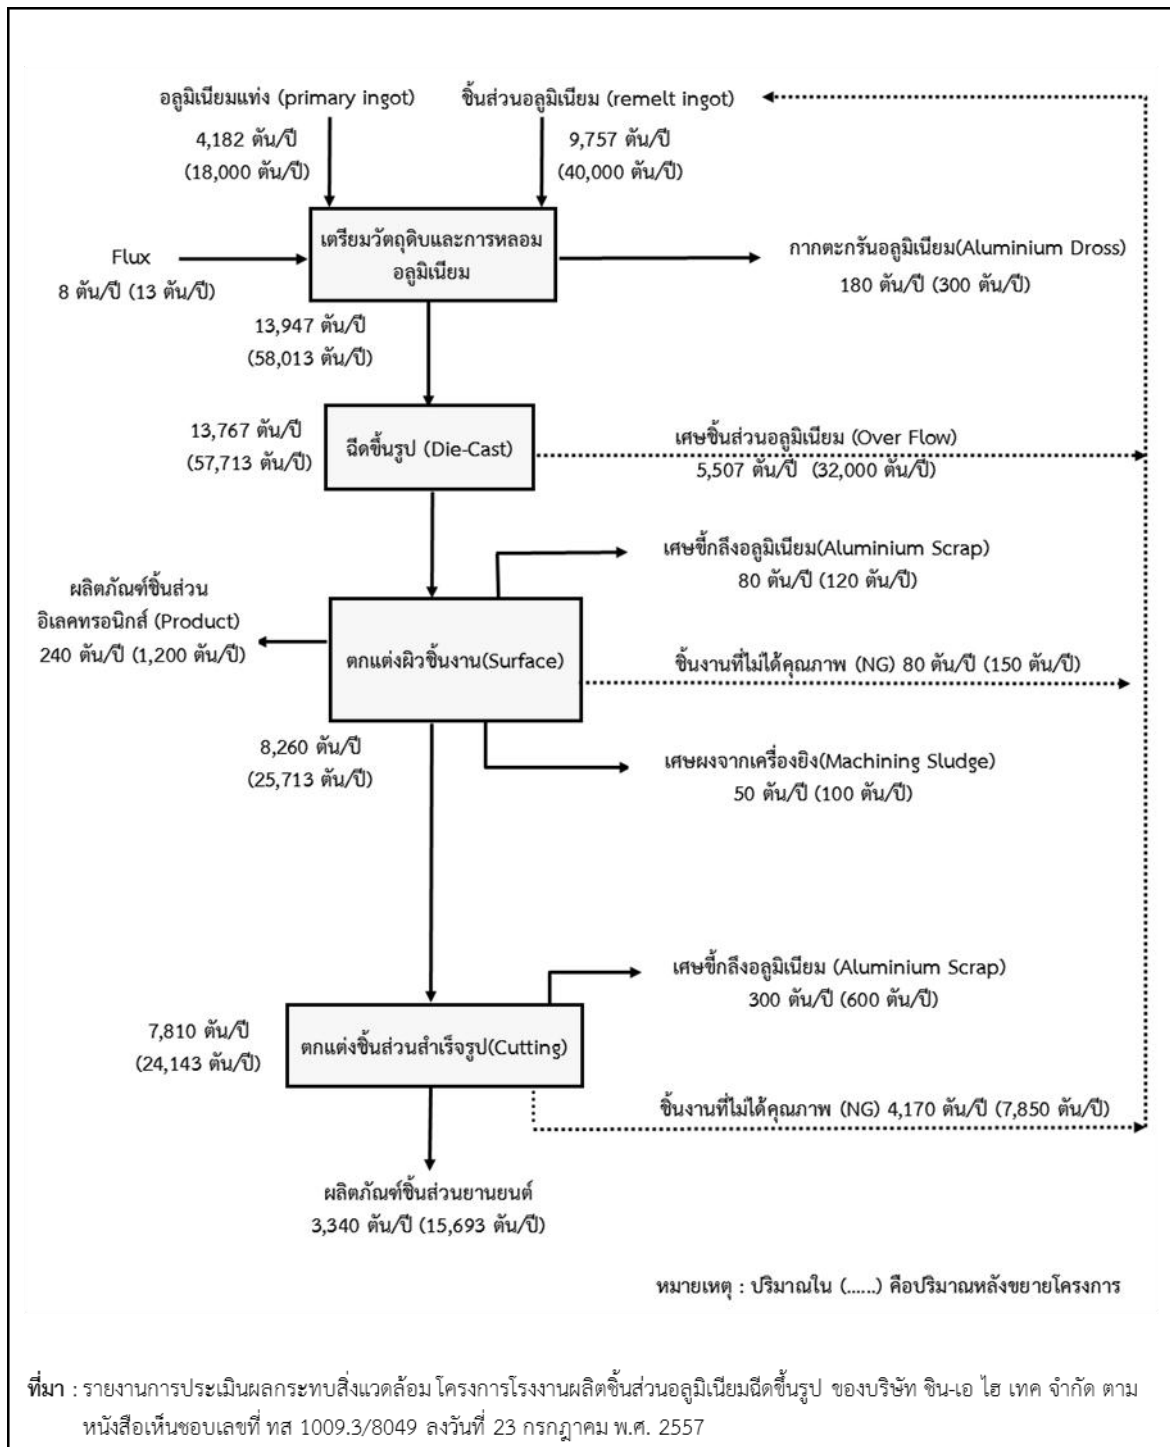 อลูมิเนียมแท่ง (primary ingot)
4,182 ตัน/ปี
(18,000 ตัน/ปี)
ชิ้นส่วนอลูมิเนียม (remelt ingot)
9,757 ตัน/ปี
(40,000 ตัน/ปี)
Flux
8 ตัน/ปี (13 ตัน/ปี)
เตรียมวัตถุดิบและการหลอม
อลูมิเนียม
กากตะกรันอลูมิเนียม(Aluminium Dross)
180 ตัน/ปี (300 ตัน/ปี)
13,947 ตัน/ปี
(58,013 ตัน/ปี)
13,767 ตัน/ปี
(57,713 ตัน/ปี)
ฉีดขึ้นรูป (Die-Cast)
เศษชิ้นส่วนอลูมิเนียม (Over Flow)
5,507 ตัน/ปี (32,000 ตัน/ปี)
เศษขี้กลึงอลูมิเนียม(Aluminium Scrap)
80 ตัน/ปี (120 ตัน/ปี)
ผลิตภัณฑ์ชิ้นส่วน
อิเลคทรอนิกส์ (Product)
240 ตัน/ปี (1,200 ตัน/ปี)
ตกแต่งผิวชิ้นงาน(Surface)
ชิ้นงานที่ไม่ได้คุณภาพ (NG) 80 ตัน/ปี (150 ตัน/ปี)
8,260 ตัน/ปี
(25,713 ตัน/ปี)
เศษผงจากเครื่องยิง(Machining Sludge)
50 ตัน/ปี (100 ตัน/ปี)
เศษขี้กลึงอลูมิเนียม (Aluminium Scrap)
300 ตัน/ปี (600 ตัน/ปี)
7,810 ตัน/ปี
(24,143 ตัน/ปี)
ตกแต่งชิ้นส่วนสำเร็จรูป(Cutting)
ชิ้นงานที่ไม่ได้คุณภาพ (NG) 4,170 ตัน/ปี (7,850 ตัน/ปี)
ผลิตภัณฑ์ชิ้นส่วนยานยนต์
3,340 ตัน/ปี (15,693 ตัน/ปี)
หมายเหตุ : ปริมาณใน (......) คือปริมาณหลังขยายโครงการ
ที่มา : รายงานการประเมินผลกระทบสิ่งแวดล้อม โครงการโรงงานผลิตชิ้นส่วนอลูมิเนียมฉีดขึ้นรูป ของบริษัท ชิน-เอ ไฮ เทค จำกัด ตาม
หนังสือเห็นชอบเลขที่ ทส 1009.3/8049 ลงวันที่ 23 กรกฎาคม พ.ศ. 2557